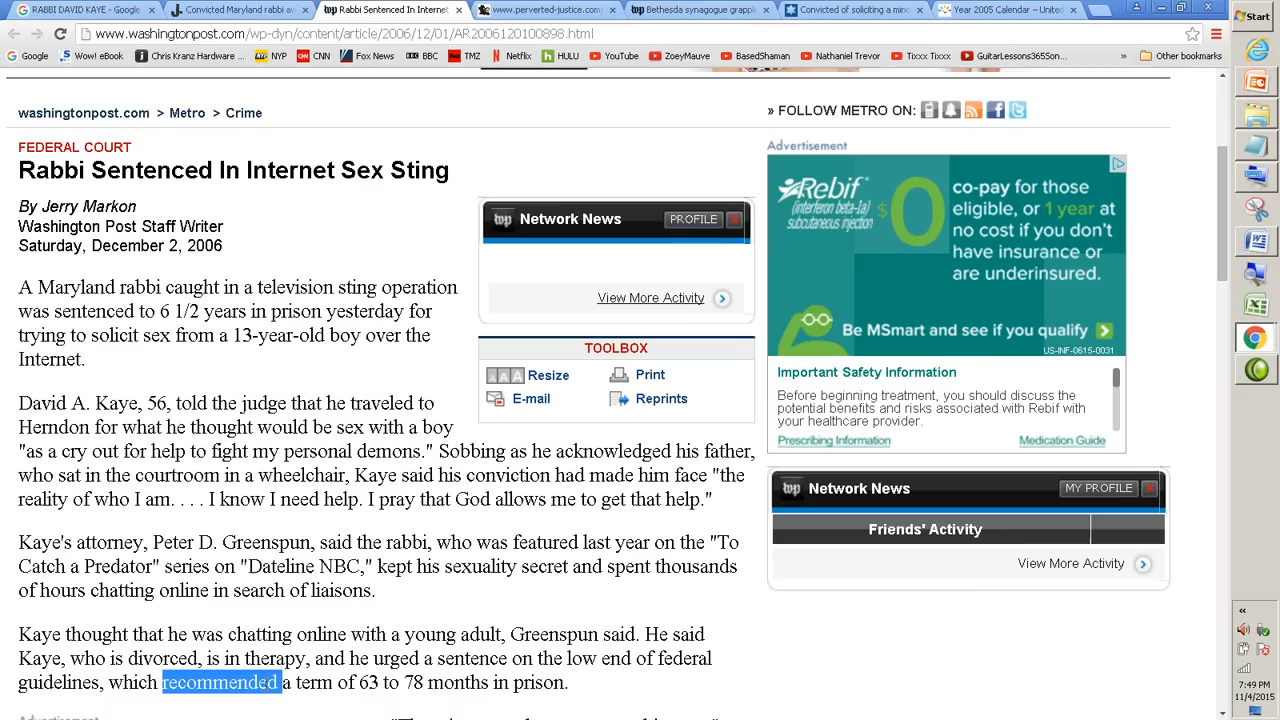 RABBI DAVID KAYE - Google
Convicted Maryland rabbi aw
Rabbi Sentenced In Internet
www.perverted-justice.com/
Bethesda synagogue grapple
Convicted of soliciting a mino
Year 2005 Calendar – United
Start
www.washingtonpost.com/wp-dyn/content/article/2006/12/01/
Google
Wow! eBook
Chris Kranz Hardware ...
NYP
CNN
Fox News
BBC
TMZ
Netflix
HULU
YouTube
ZoeyMauve
BasedShaman
Nathaniel Trevor
Tixxx Tixxx
GuitarLessons365Son...
»
Other bookmarks
washingtonpost.com > Metro > Crime
» FOLLOW METRO ON:
FEDERAL COURT
Rabbi Sentenced In Internet Sex Sting
By Jerry Markon
Washington Post Staff Writer
Saturday, December 2, 2006
wp Network News PROFILE X
View More Activity
A Maryland rabbi caught in a television sting operation
was sentenced to 6 1/2 years in prison yesterday for
trying to solicit sex from a 13-year-old boy over the
Internet.
TOOLBOX
AAA Resize Print
E-mail Reprints
David A. Kaye, 56, told the judge that he traveled to
Herndon for what he thought would be sex with a boy
"as a cry out for help to fight my personal demons." Sobbing as he acknowledged his father,
who sat in the courtroom in a wheelchair, Kaye said his conviction had made him face "the
reality of who I am. . . . I know I need help. I pray that God allows me to get that help."
Kaye's attorney, Peter D. Greenspun, said the rabbi, who was featured last year on the "To
Catch a Predator" series on "Dateline NBC," kept his sexuality secret and spent thousands
of hours chatting online in search of liaisons.
Kaye thought that he was chatting online with a young adult, Greenspun said. He said
Kaye, who is divorced, is in therapy, and he urged a sentence on the low end of federal
guidelines, which recommended a term of 63 to 78 months in prison.
Advertisement
Advertisement
Rebif
(interferon beta-1a)
subcutaneous injection
$0
co-pay for those
eligible, or 1 year at
no cost if you don't
have insurance or
are underinsured.
Be MSmart and see if you qualify
US-INF-0615-0031
Important Safety Information
Before beginning treatment, you should discuss the
potential benefits and risks associated with Rebif with
your healthcare provider.
Prescribing Information
Medication Guide
wp Network News MY PROFILE X
Friends' Activity
View More Activity
«
7:49 PM
11/4/2015